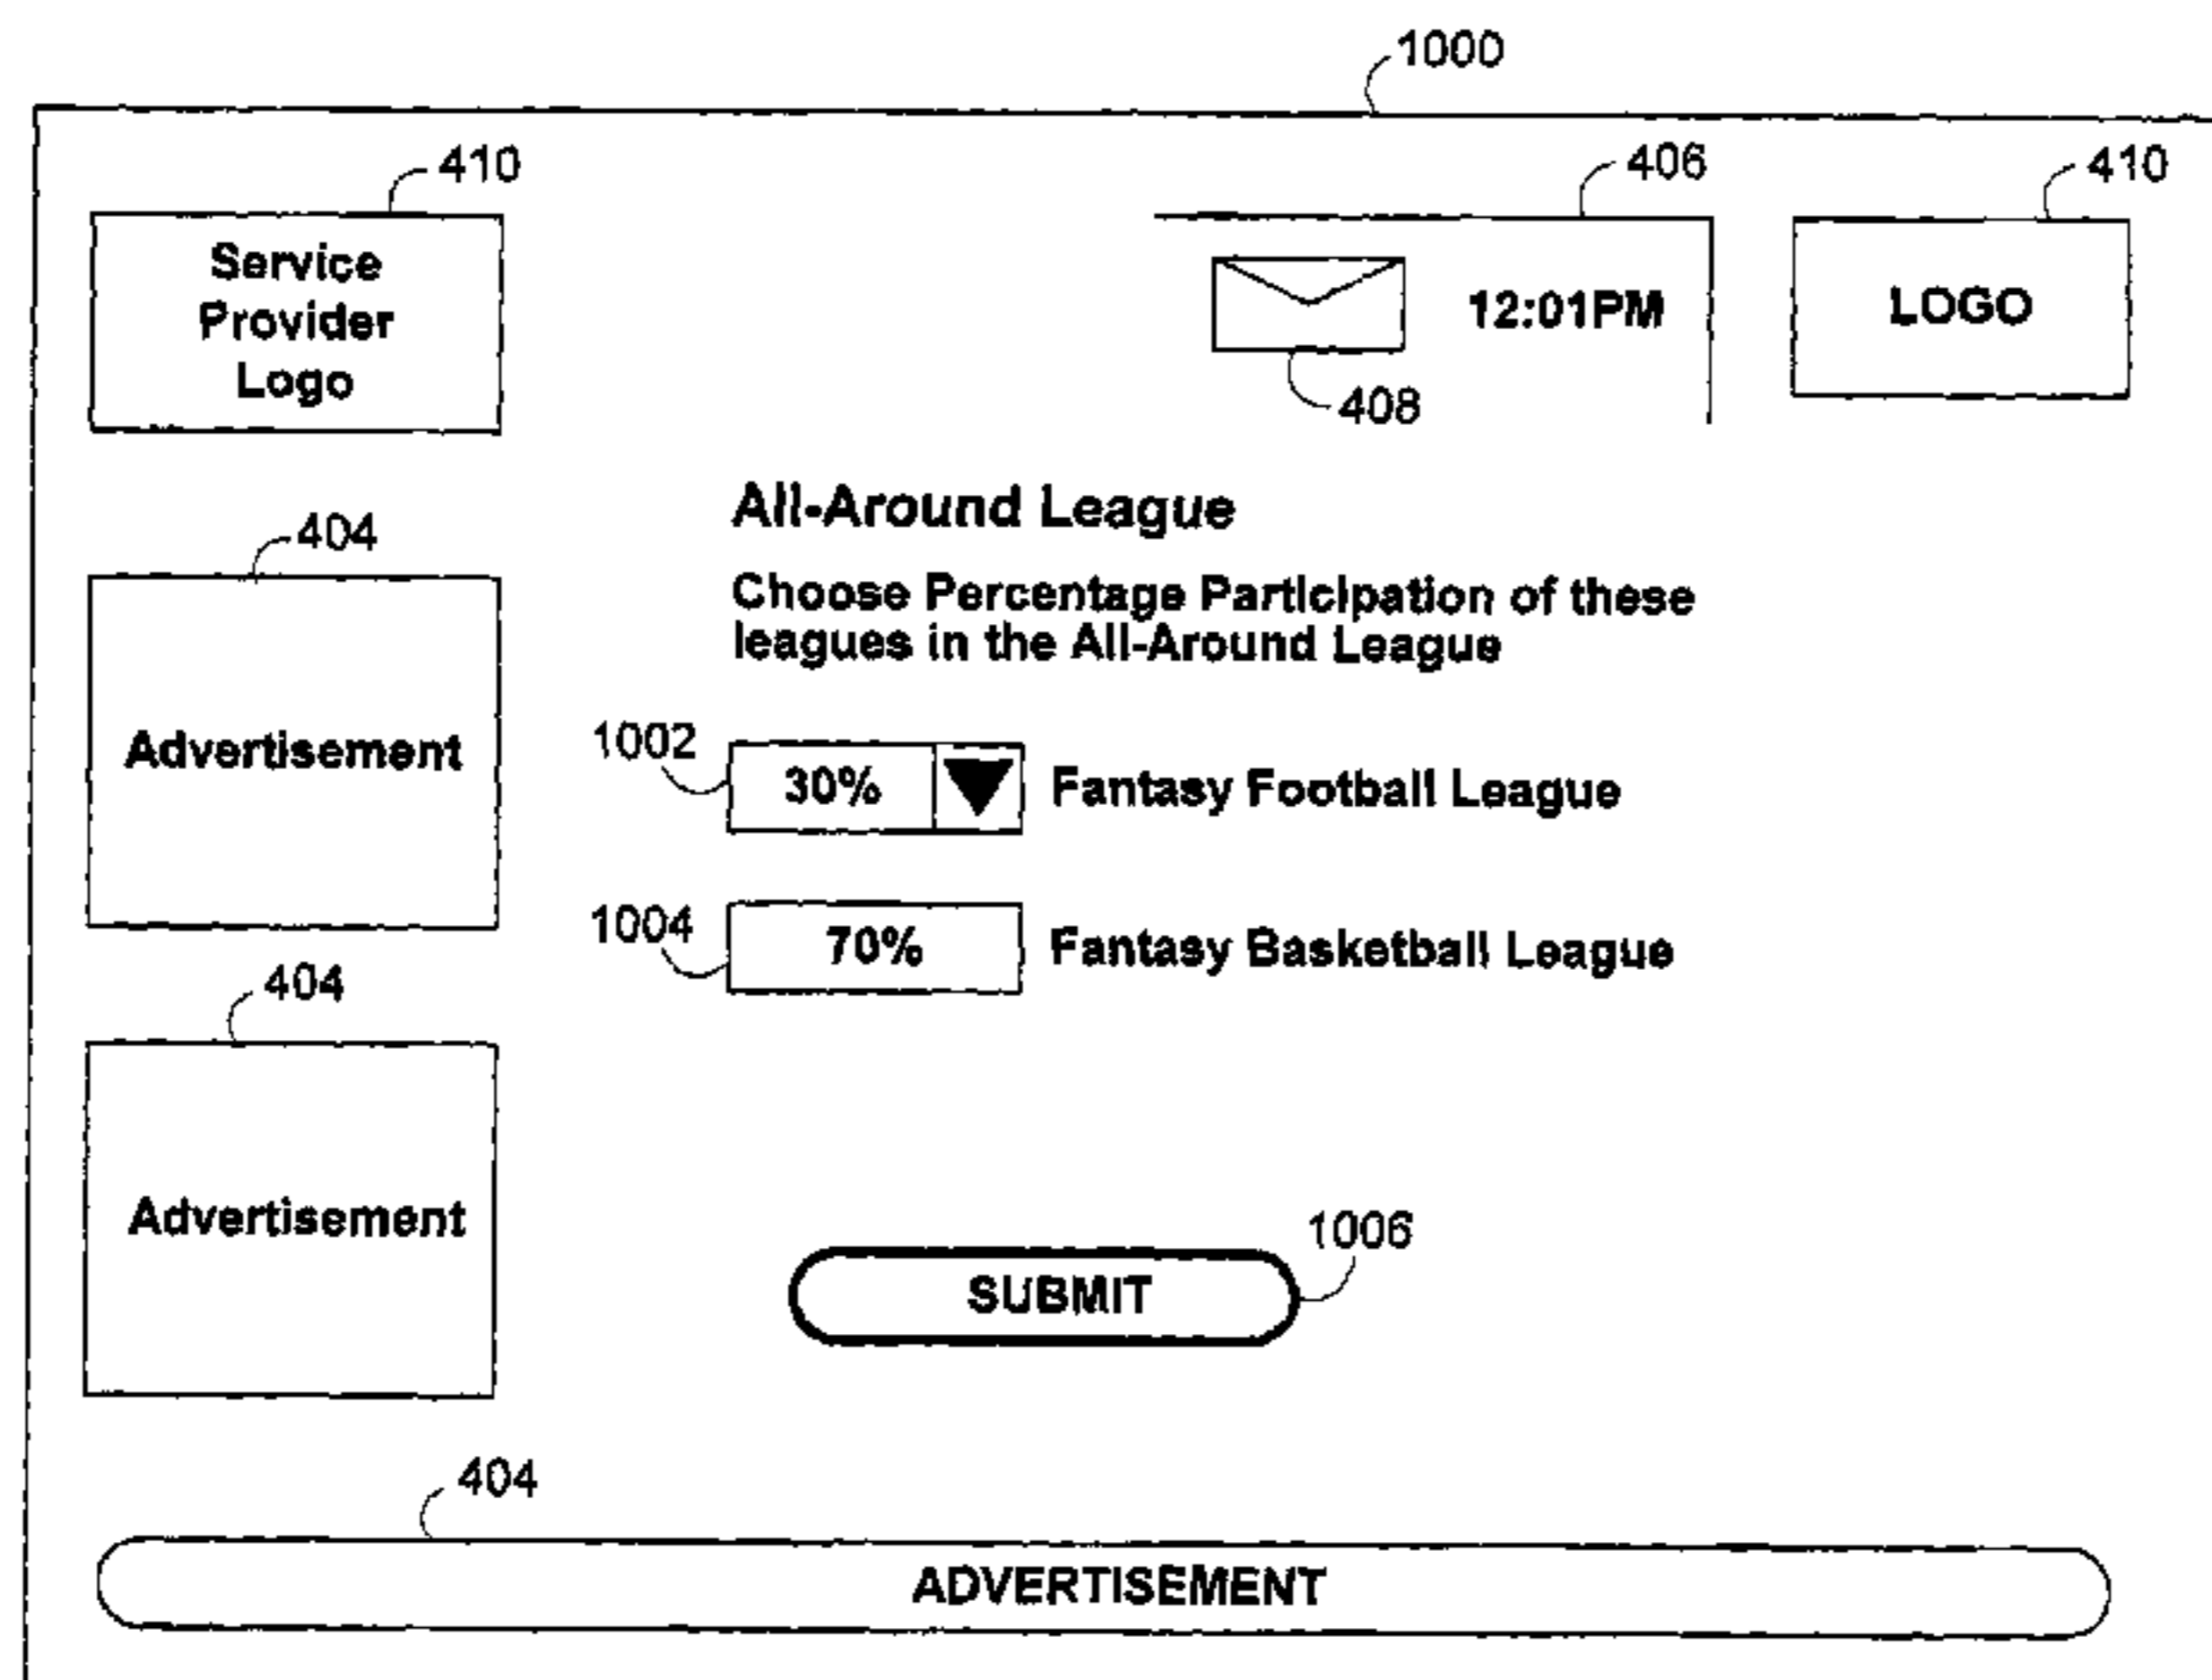 1000
410
406
410
Service
Provider
Logo
12:01PM
LOGO
408
All-Around League
404
Choose Percentage Participation of these
leagues in the All-Around League
Advertisement
1002
30%
Fantasy Football League
1004
70%
Fantasy Basketball League
404
Advertisement
1006
SUBMIT
404
ADVERTISEMENT